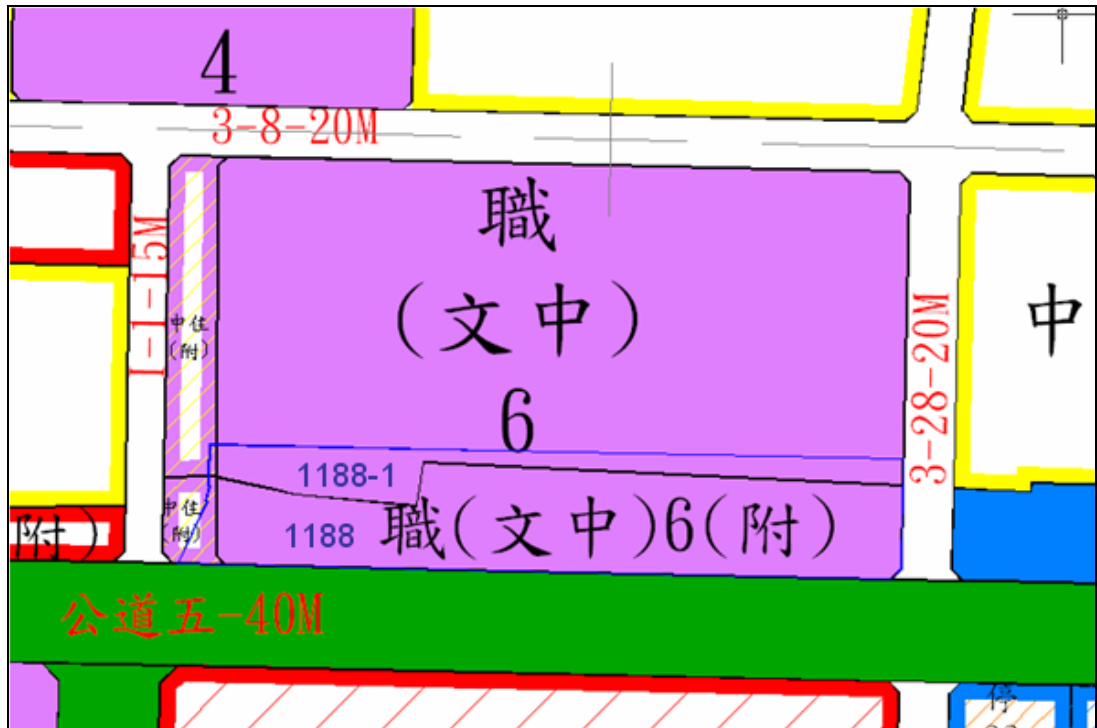 4
3-8-20M
職
(文中)
6
1-1-15M
中住
(附)
3-28-20M
中
1188-1
中住
(附)
1188
職(文中)6(附)
附)
公道五-40M
停